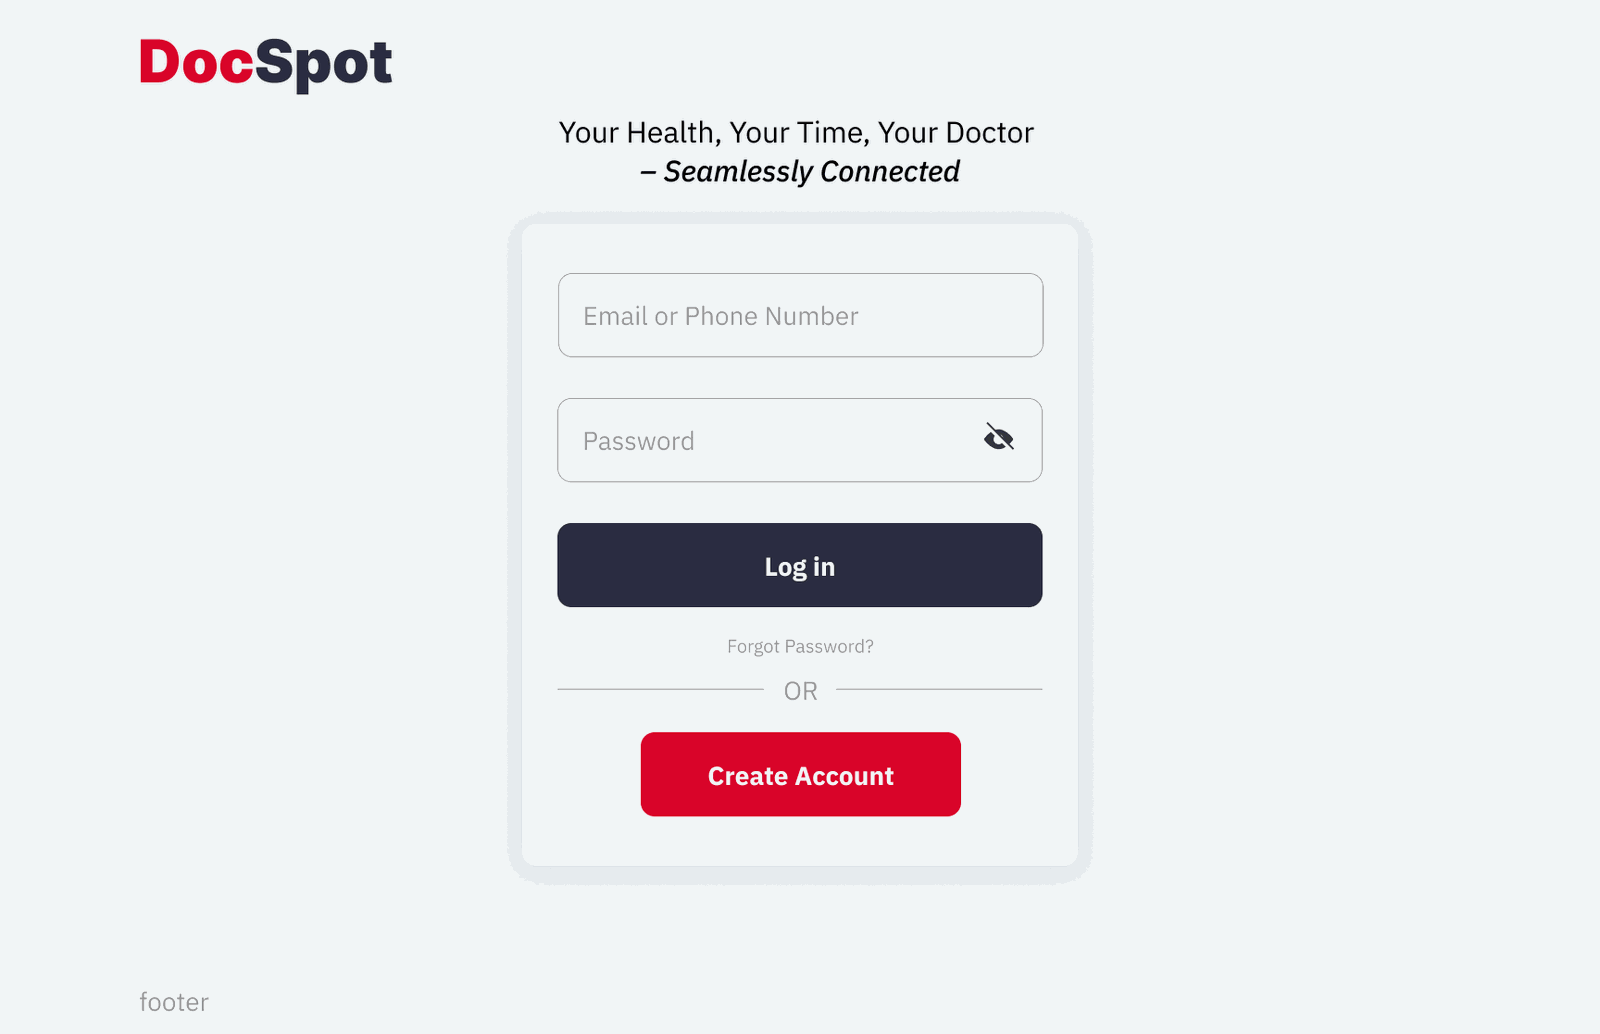 DocSpot
Your Health, Your Time, Your Doctor
– Seamlessly Connected
Email or Phone Number
Password
Log in
Forgot Password?
OR
Create Account
footer